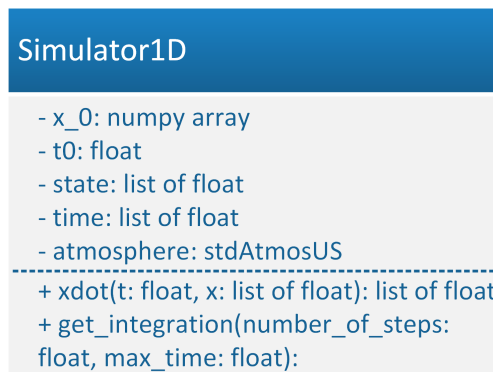 Simulator1D
- x_0: numpy array
- t0: float
- state: list of float
- time: list of float
- atmosphere: stdAtmosUS
+ xdot(t: float, x: list of float): list of float
+ get_integration(number_of_steps:
float, max_time: float):